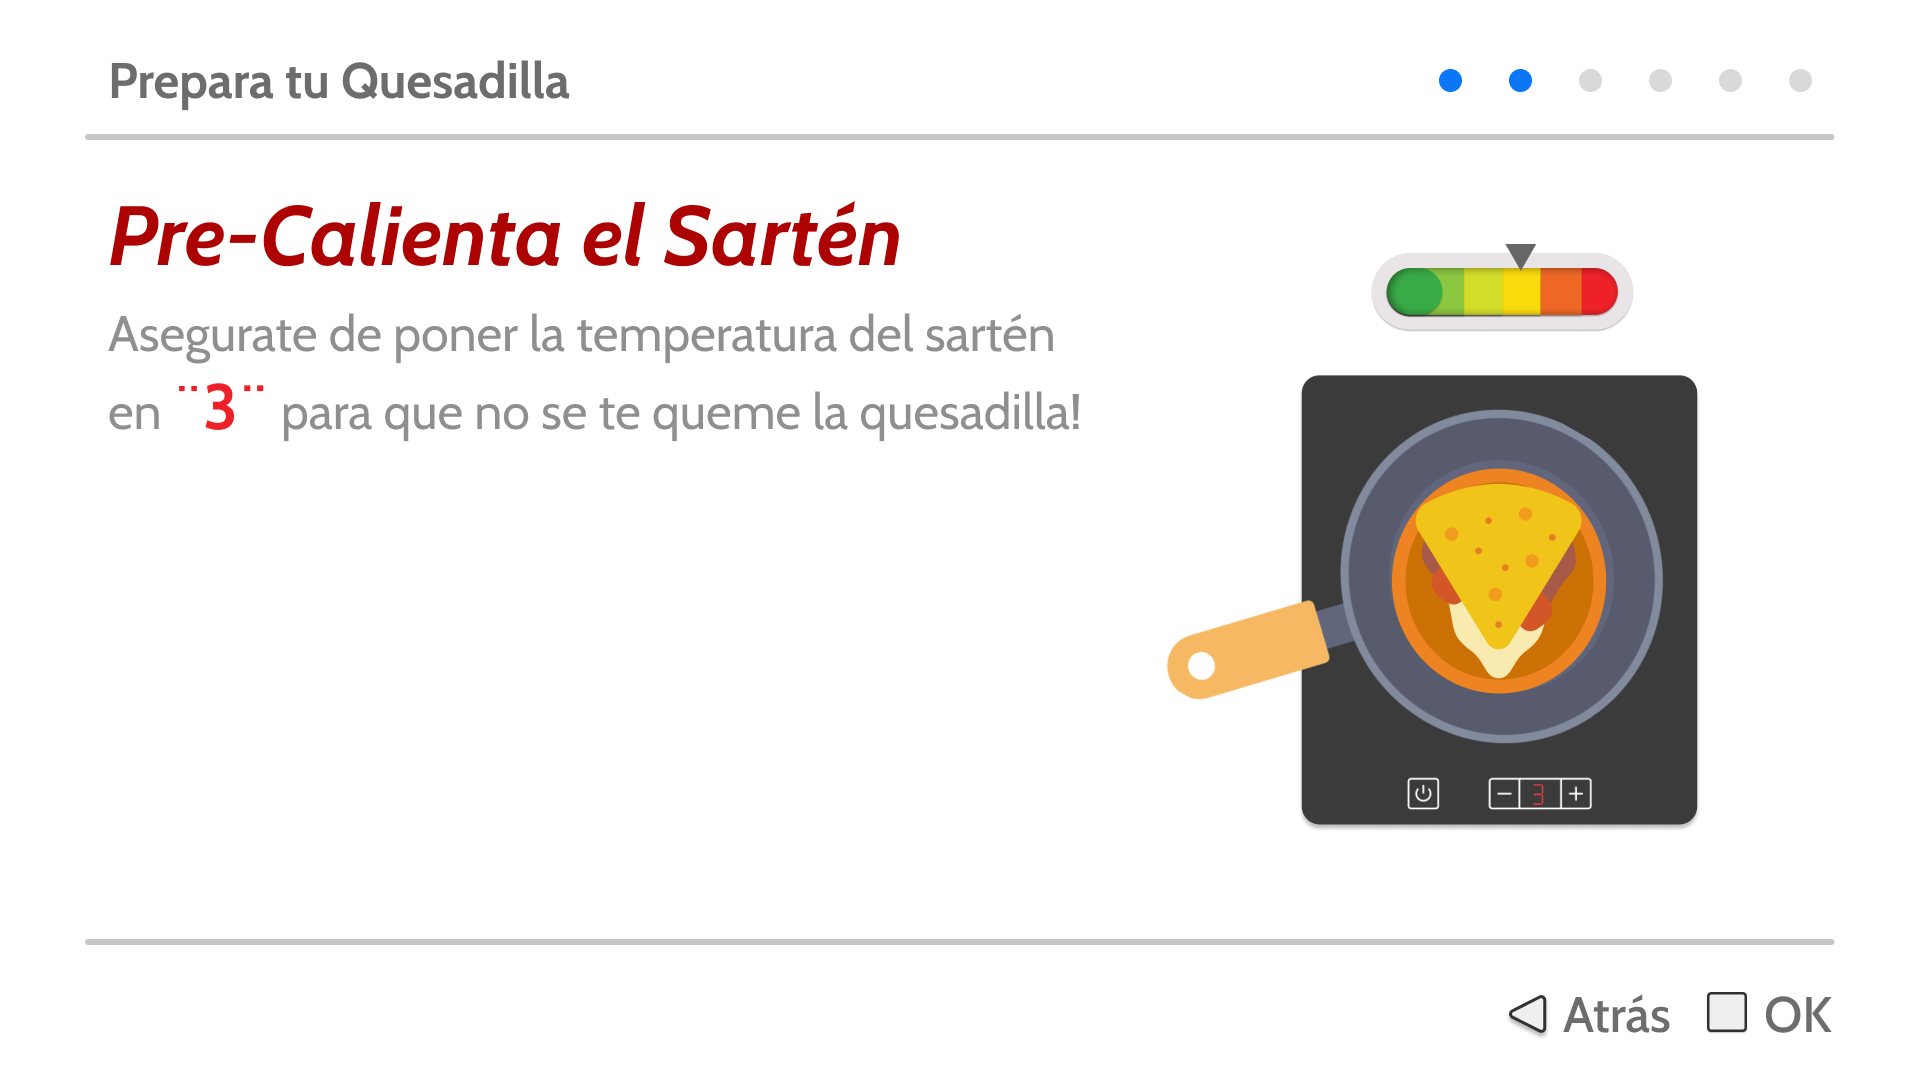 Prepara tu Quesadilla
Pre-Calienta el Sartén
Asegurate de poner la temperatura del sartén
en ¨3¨ para que no se te queme la quesadilla!
− 3 +
Atrás OK